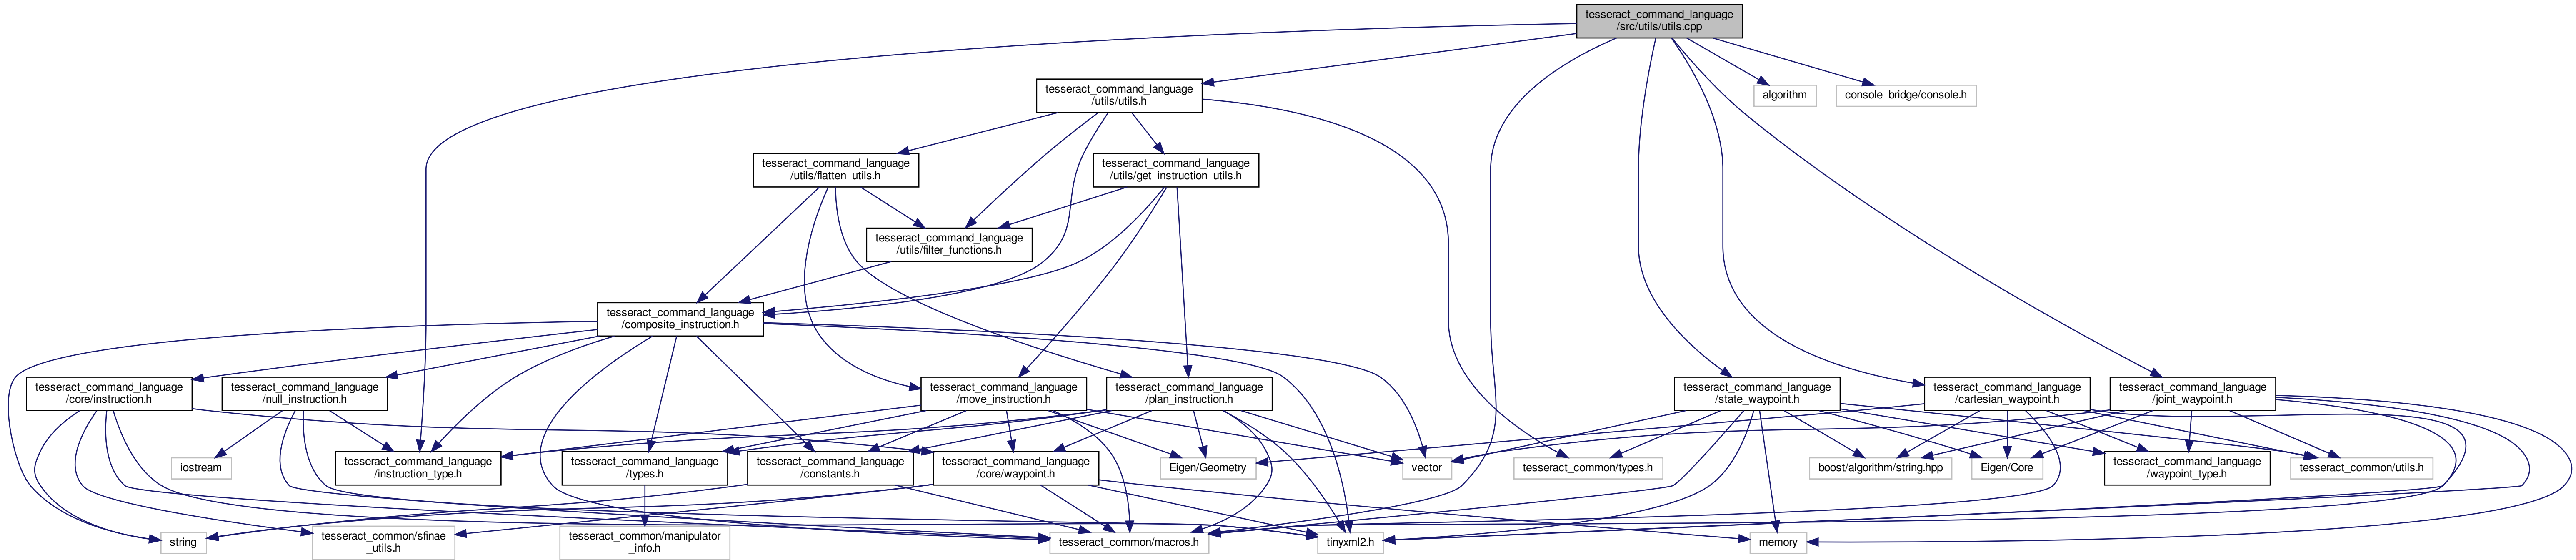 tesseract_command_language
/src/utils/utils.cpp
tesseract_command_language
/utils/utils.h
algorithm
console_bridge/console.h
tesseract_command_language
/utils/flatten_utils.h
tesseract_command_language
/utils/get_instruction_utils.h
tesseract_command_language
/utils/filter_functions.h
tesseract_command_language
/composite_instruction.h
tesseract_command_language
/core/instruction.h
tesseract_command_language
/null_instruction.h
tesseract_command_language
/move_instruction.h
tesseract_command_language
/plan_instruction.h
tesseract_command_language
/state_waypoint.h
tesseract_command_language
/cartesian_waypoint.h
tesseract_command_language
/joint_waypoint.h
iostream
tesseract_command_language
/instruction_type.h
tesseract_command_language
/types.h
tesseract_command_language
/constants.h
tesseract_command_language
/core/waypoint.h
Eigen/Geometry
vector
tesseract_common/types.h
boost/algorithm/string.hpp
Eigen/Core
tesseract_command_language
/waypoint_type.h
tesseract_common/utils.h
string
tesseract_common/sfinae
_utils.h
tesseract_common/manipulator
_info.h
tesseract_common/macros.h
tinyxml2.h
memory